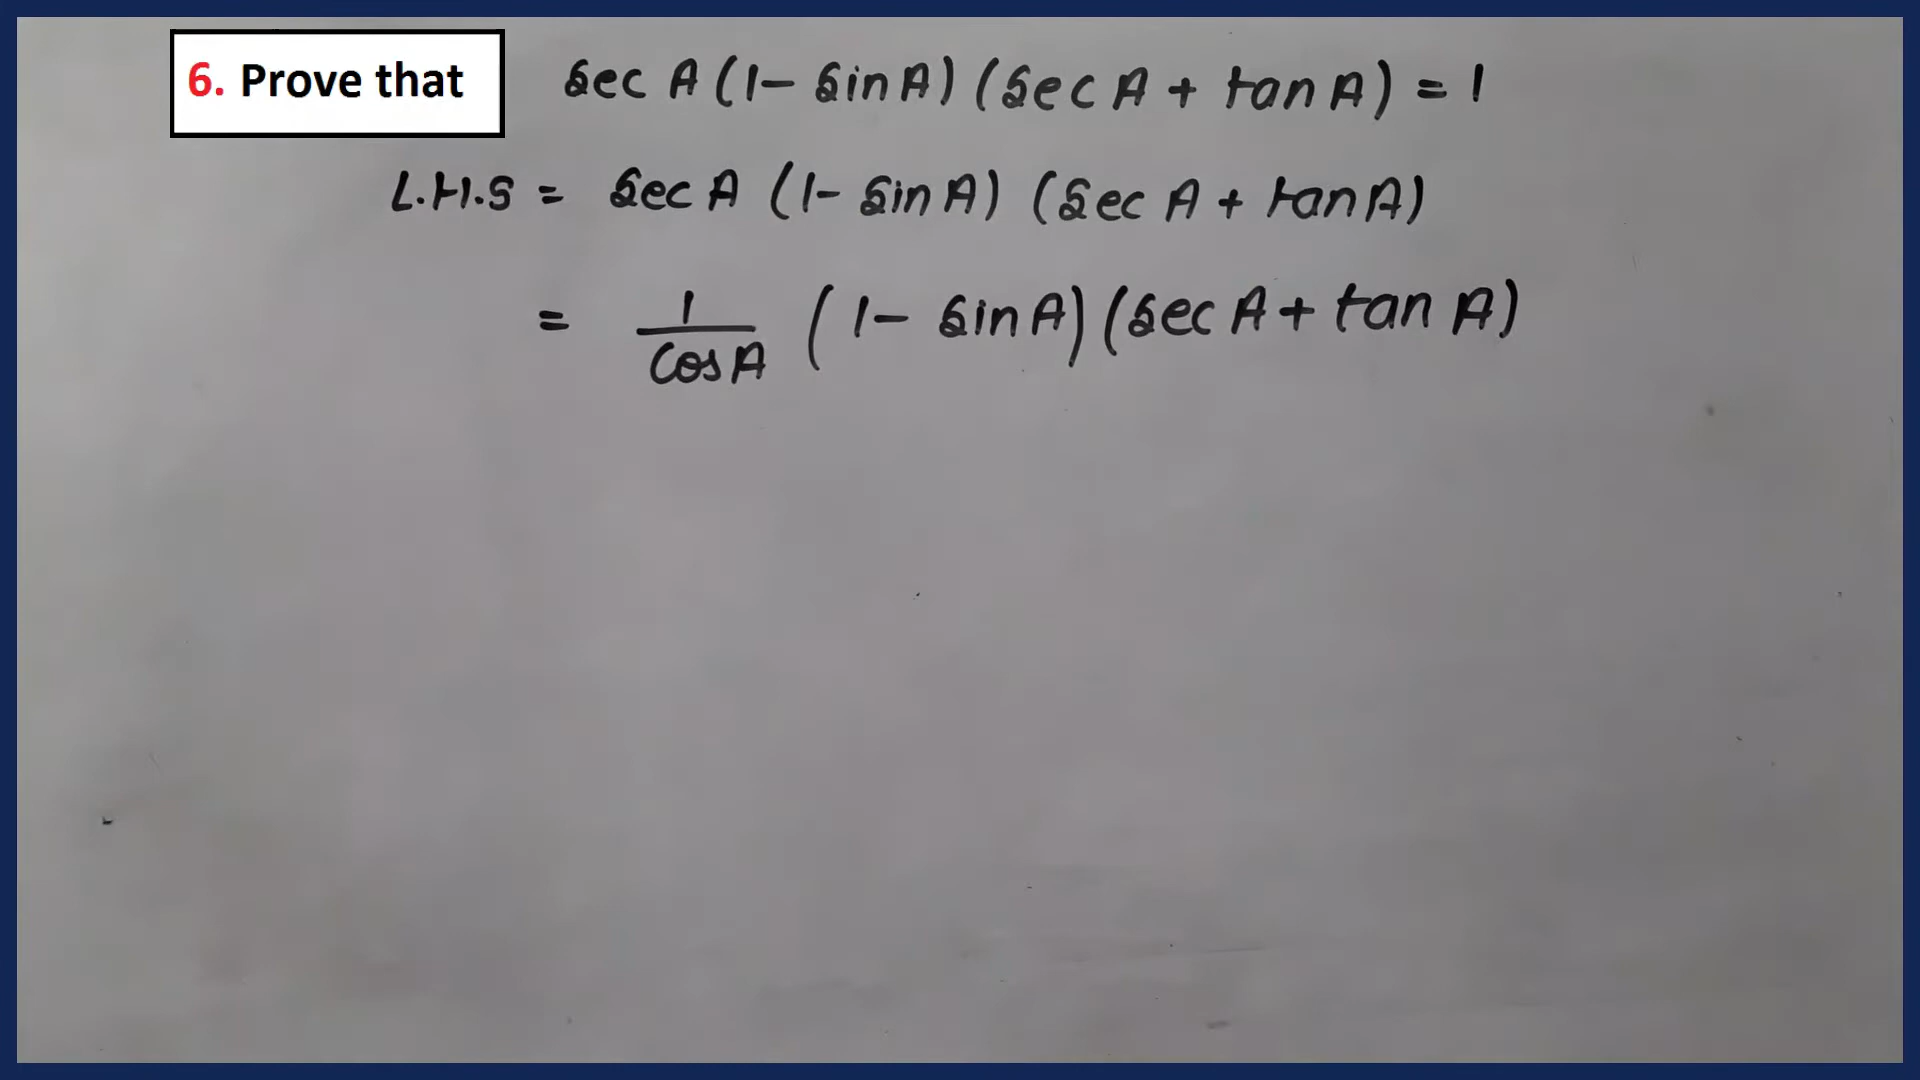 6. Prove that sec A (1 - sin A) (sec A + tan A) = 1
L.H.S = sec A (1 - sin A) (sec A + tan A)
= 1/cos A (1 - sin A) (sec A + tan A)